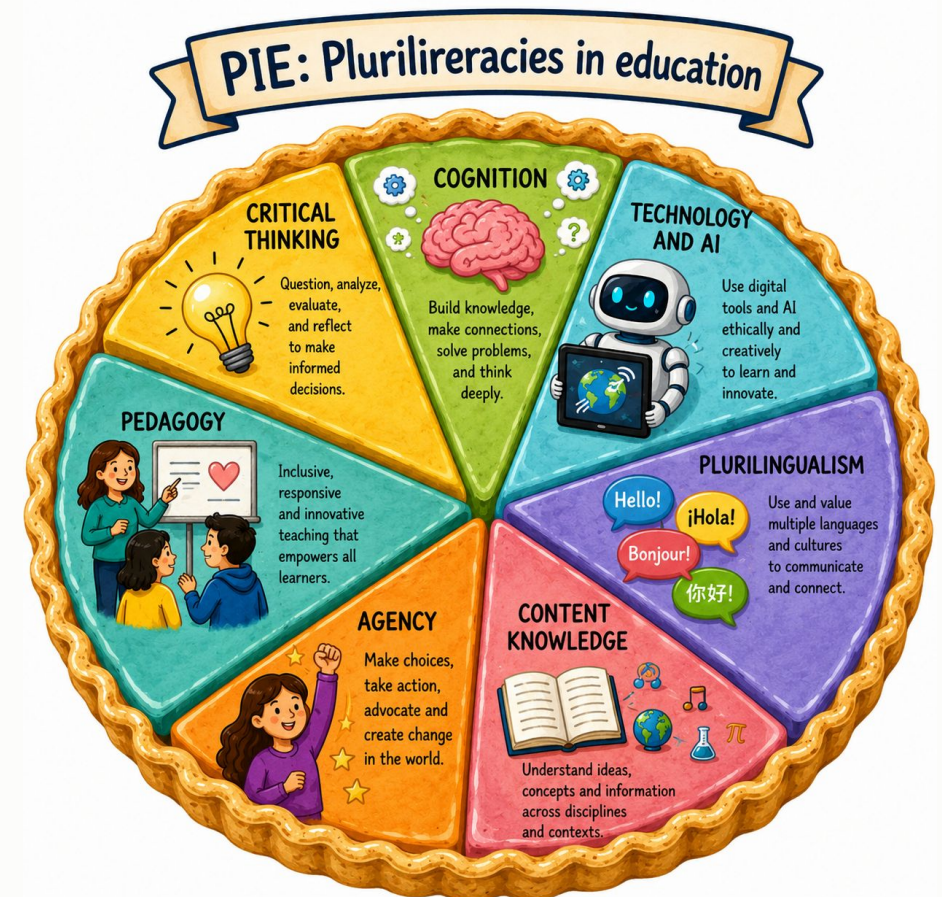 PIE: Plurilireracies in education
COGNITION
Build knowledge,
make connections,
solve problems,
and think
deeply.
?
*
TECHNOLOGY
AND AI
Use digital
tools and AI
ethically and
creatively
to learn and
innovate.
PLURILINGUALISM
Hello!
¡Hola!
Bonjour!
你好!
Use and value
multiple languages
and cultures
to communicate
and connect.
CONTENT
KNOWLEDGE
π
Understand ideas,
concepts and information
across disciplines
and contexts.
AGENCY
Make choices,
take action,
advocate and
create change
in the world.
PEDAGOGY
Inclusive,
responsive
and innovative
teaching that
empowers all
learners.
CRITICAL
THINKING
Question, analyze,
evaluate,
and reflect
to make
informed
decisions.